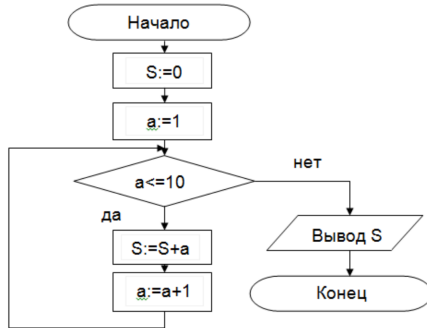 Начало
S:=0
a:=1
a<=10
нет
да
S:=S+a
Вывод S
a:=a+1
Конец